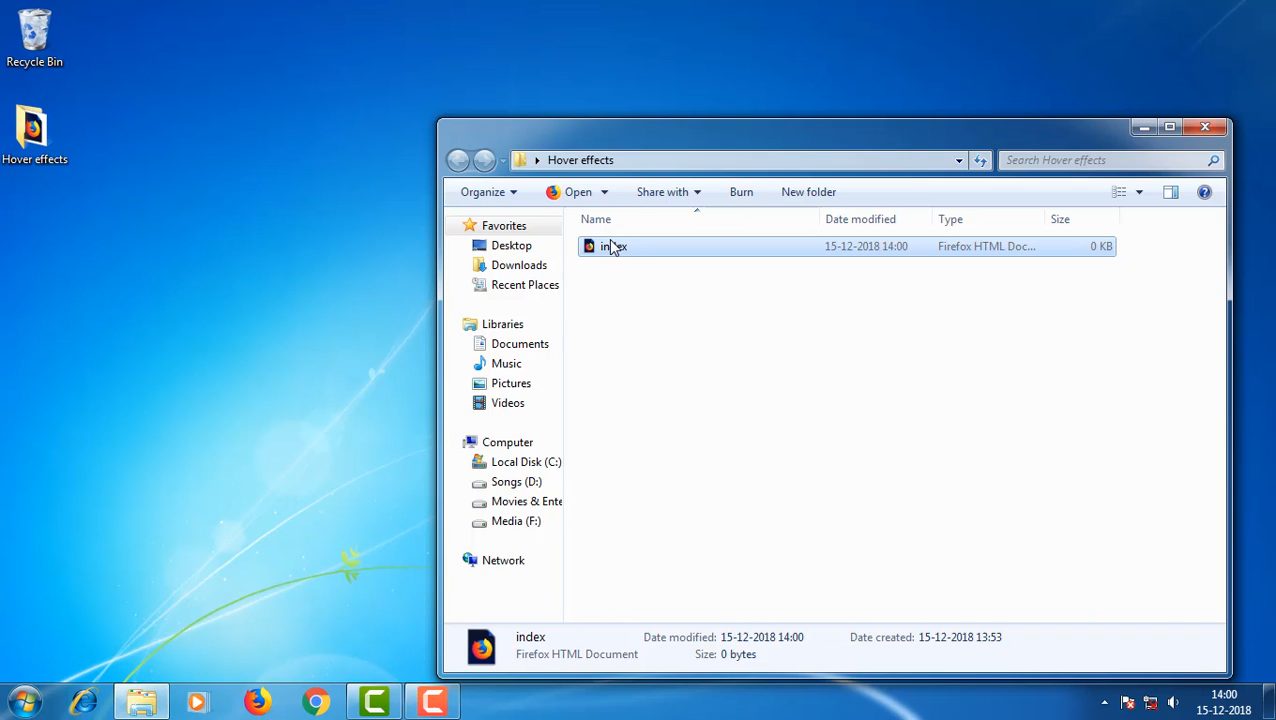 Recycle Bin
Hover effects
Hover effects
Search Hover effects
Organize
Open
Share with
Burn
New folder
Name
Date modified
Type
Size
Favorites
Desktop
Downloads
Recent Places
Libraries
Documents
Music
Pictures
Videos
Computer
Local Disk (C:)
Songs (D:)
Movies & Ente
Media (F:)
Network
index
15-12-2018 14:00
Firefox HTML Doc...
0 KB
index
Date modified: 15-12-2018 14:00
Date created: 15-12-2018 13:53
Firefox HTML Document
Size: 0 bytes
14:00
15-12-2018